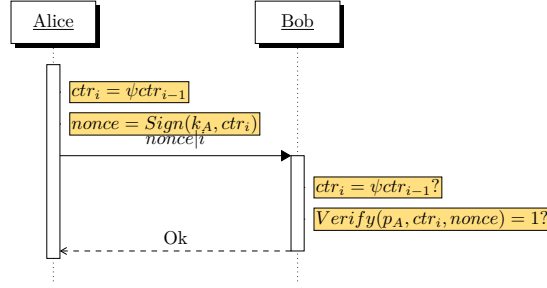 Alice Bob
ctr_i = ψctr_{i−1}
nonce = Sign(k_A, ctr_i)
nonce|i
ctr_i = ψctr_{i−1}?
Verify(p_A, ctr_i, nonce) = 1?
Ok